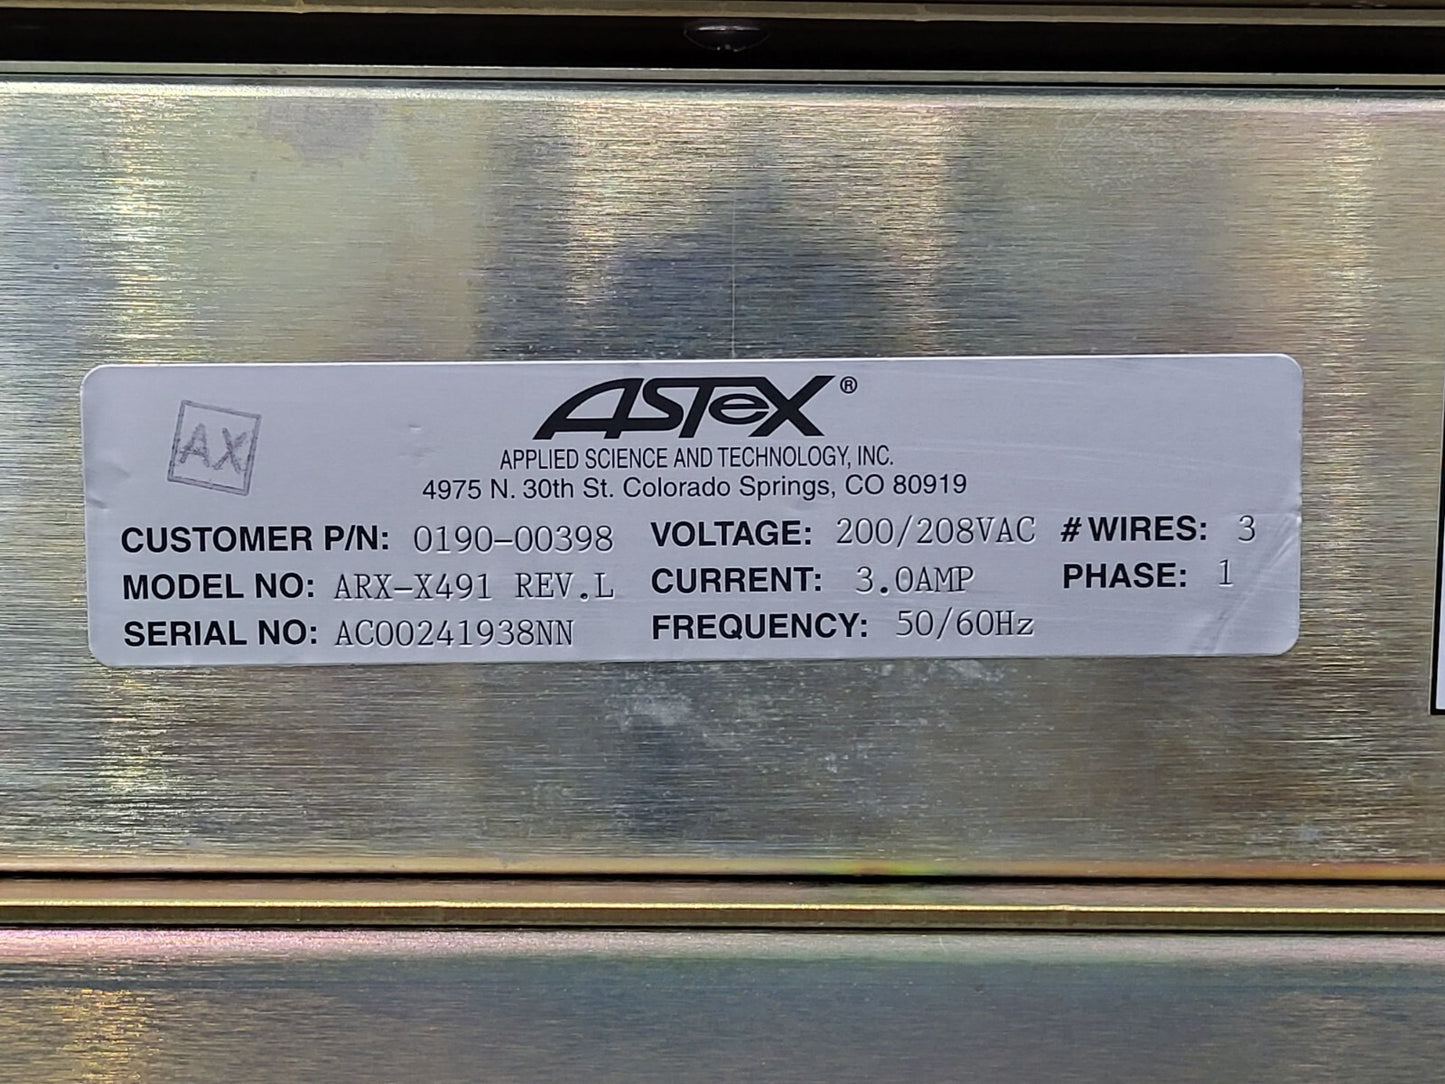 AX
ASTeX®
APPLIED SCIENCE AND TECHNOLOGY, INC.
4975 N. 30th St. Colorado Springs, CO 80919
CUSTOMER P/N: 0190-00398 VOLTAGE: 200/208VAC # WIRES: 3
MODEL NO: ARX-X491 REV.L CURRENT: 3.0AMP PHASE: 1
SERIAL NO: AC00241938NN FREQUENCY: 50/60Hz